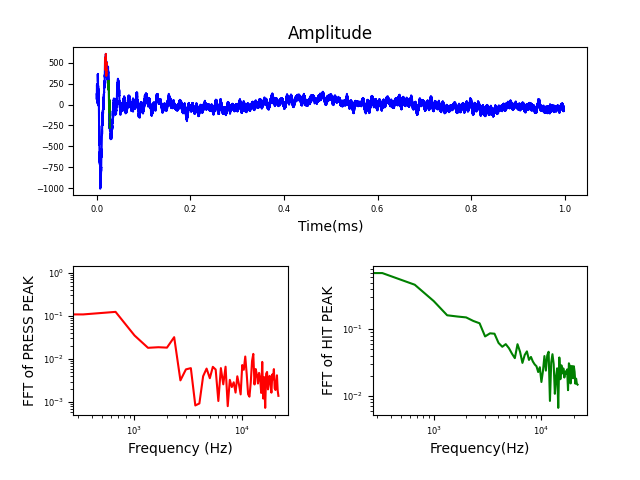 Amplitude
500
250
0
−250
−500
−750
−1000
0.0 0.2 0.4 0.6 0.8 1.0
Time(ms)
FFT of PRESS PEAK
10⁰
10⁻¹
10⁻²
10⁻³
10³ 10⁴
Frequency (Hz)
FFT of HIT PEAK
10⁻¹
10⁻²
10³ 10⁴
Frequency(Hz)